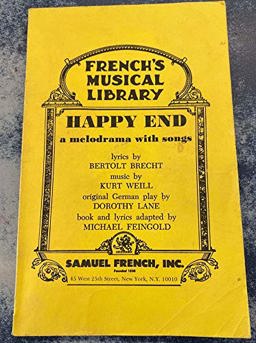 FRENCH'S
MUSICAL
LIBRARY
HAPPY END
a melodrama with songs
lyrics by
BERTOLT BRECHT
music by
KURT WEILL
original German play by
DOROTHY LANE
book and lyrics adapted by
MICHAEL FEINGOLD
SAMUEL FRENCH, INC.
Founded 1830
45 West 25th Street, New York, N.Y. 10010